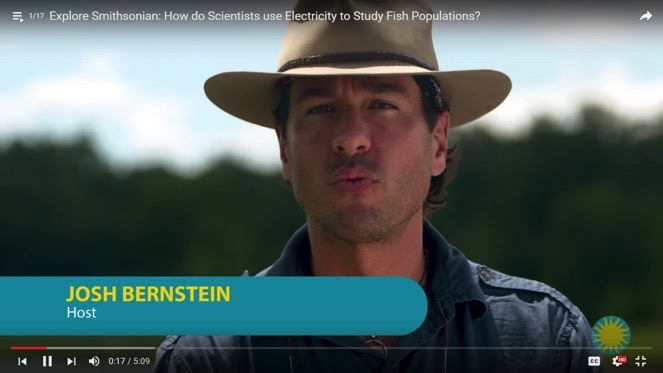 1/17 Explore Smithsonian: How do Scientists use Electricity to Study Fish Populations?
JOSH BERNSTEIN
Host
0:17 / 5:09
CC
HD